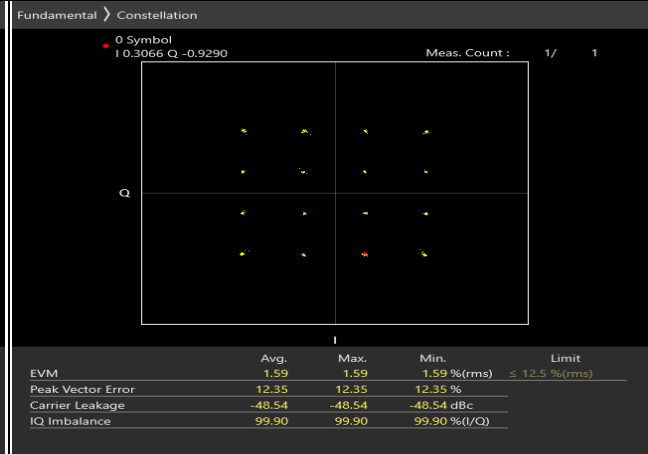 Fundamental 〉 Constellation
0 Symbol
I 0.3066 Q -0.9290
Meas. Count : 1/ 1
Q
I
Avg. Max. Min. Limit
EVM 1.59 1.59 1.59 %(rms) ≤ 12.5 %(rms)
Peak Vector Error 12.35 12.35 12.35 %
Carrier Leakage -48.54 -48.54 -48.54 dBc
IQ Imbalance 99.90 99.90 99.90 %(I/Q)